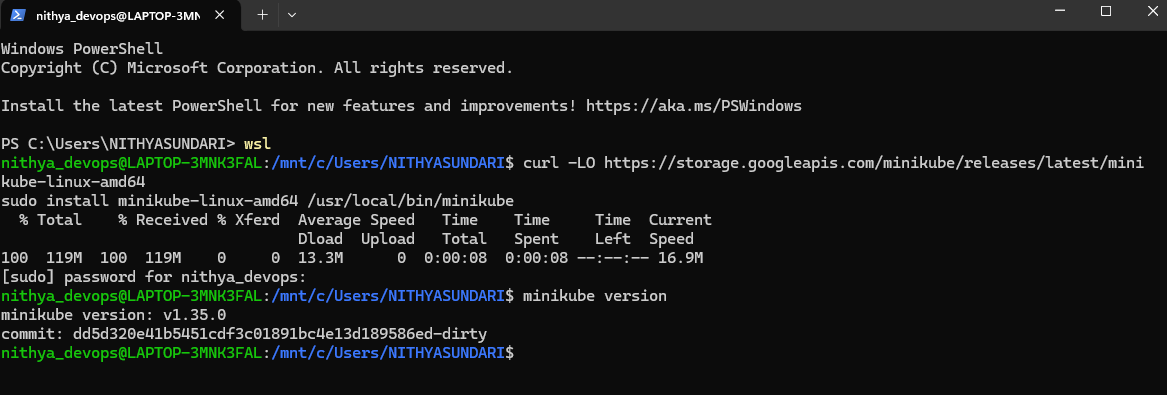 nithya_devops@LAPTOP-3MN
Windows PowerShell
Copyright (C) Microsoft Corporation. All rights reserved.
Install the latest PowerShell for new features and improvements! https://aka.ms/PSWindows
PS C:\Users\NITHYASUNDARI> wsl
nithya_devops@LAPTOP-3MNK3FAL:/mnt/c/Users/NITHYASUNDARI$ curl -LO https://storage.googleapis.com/minikube/releases/latest/mini
kube-linux-amd64
sudo install minikube-linux-amd64 /usr/local/bin/minikube
  % Total    % Received % Xferd  Average Speed   Time    Time     Time  Current
                                 Dload  Upload   Total   Spent    Left  Speed
100  119M  100  119M    0     0  13.3M      0  0:00:08  0:00:08 --:--:-- 16.9M
[sudo] password for nithya_devops:
nithya_devops@LAPTOP-3MNK3FAL:/mnt/c/Users/NITHYASUNDARI$ minikube version
minikube version: v1.35.0
commit: dd5d320e41b5451cdf3c01891bc4e13d189586ed-dirty
nithya_devops@LAPTOP-3MNK3FAL:/mnt/c/Users/NITHYASUNDARI$